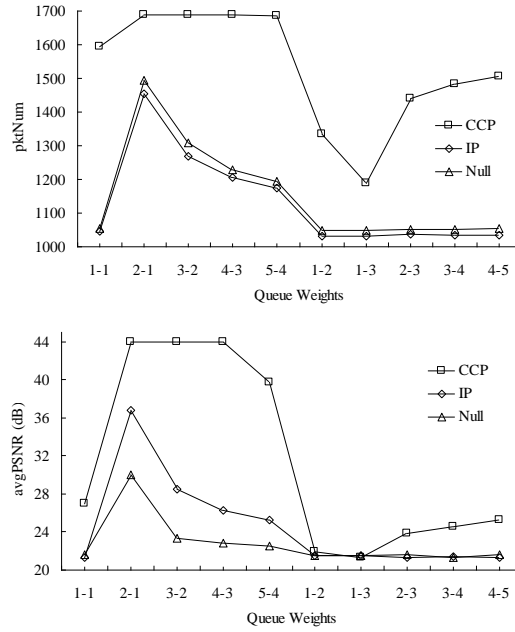 1700
1600
1500
1400
1300
1200
1100
1000
pktNum
CCP
IP
Null
1-1 2-1 3-2 4-3 5-4 1-2 1-3 2-3 3-4 4-5
Queue Weights
44
40
36
32
28
24
20
avgPSNR (dB)
CCP
IP
Null
1-1 2-1 3-2 4-3 5-4 1-2 1-3 2-3 3-4 4-5
Queue Weights